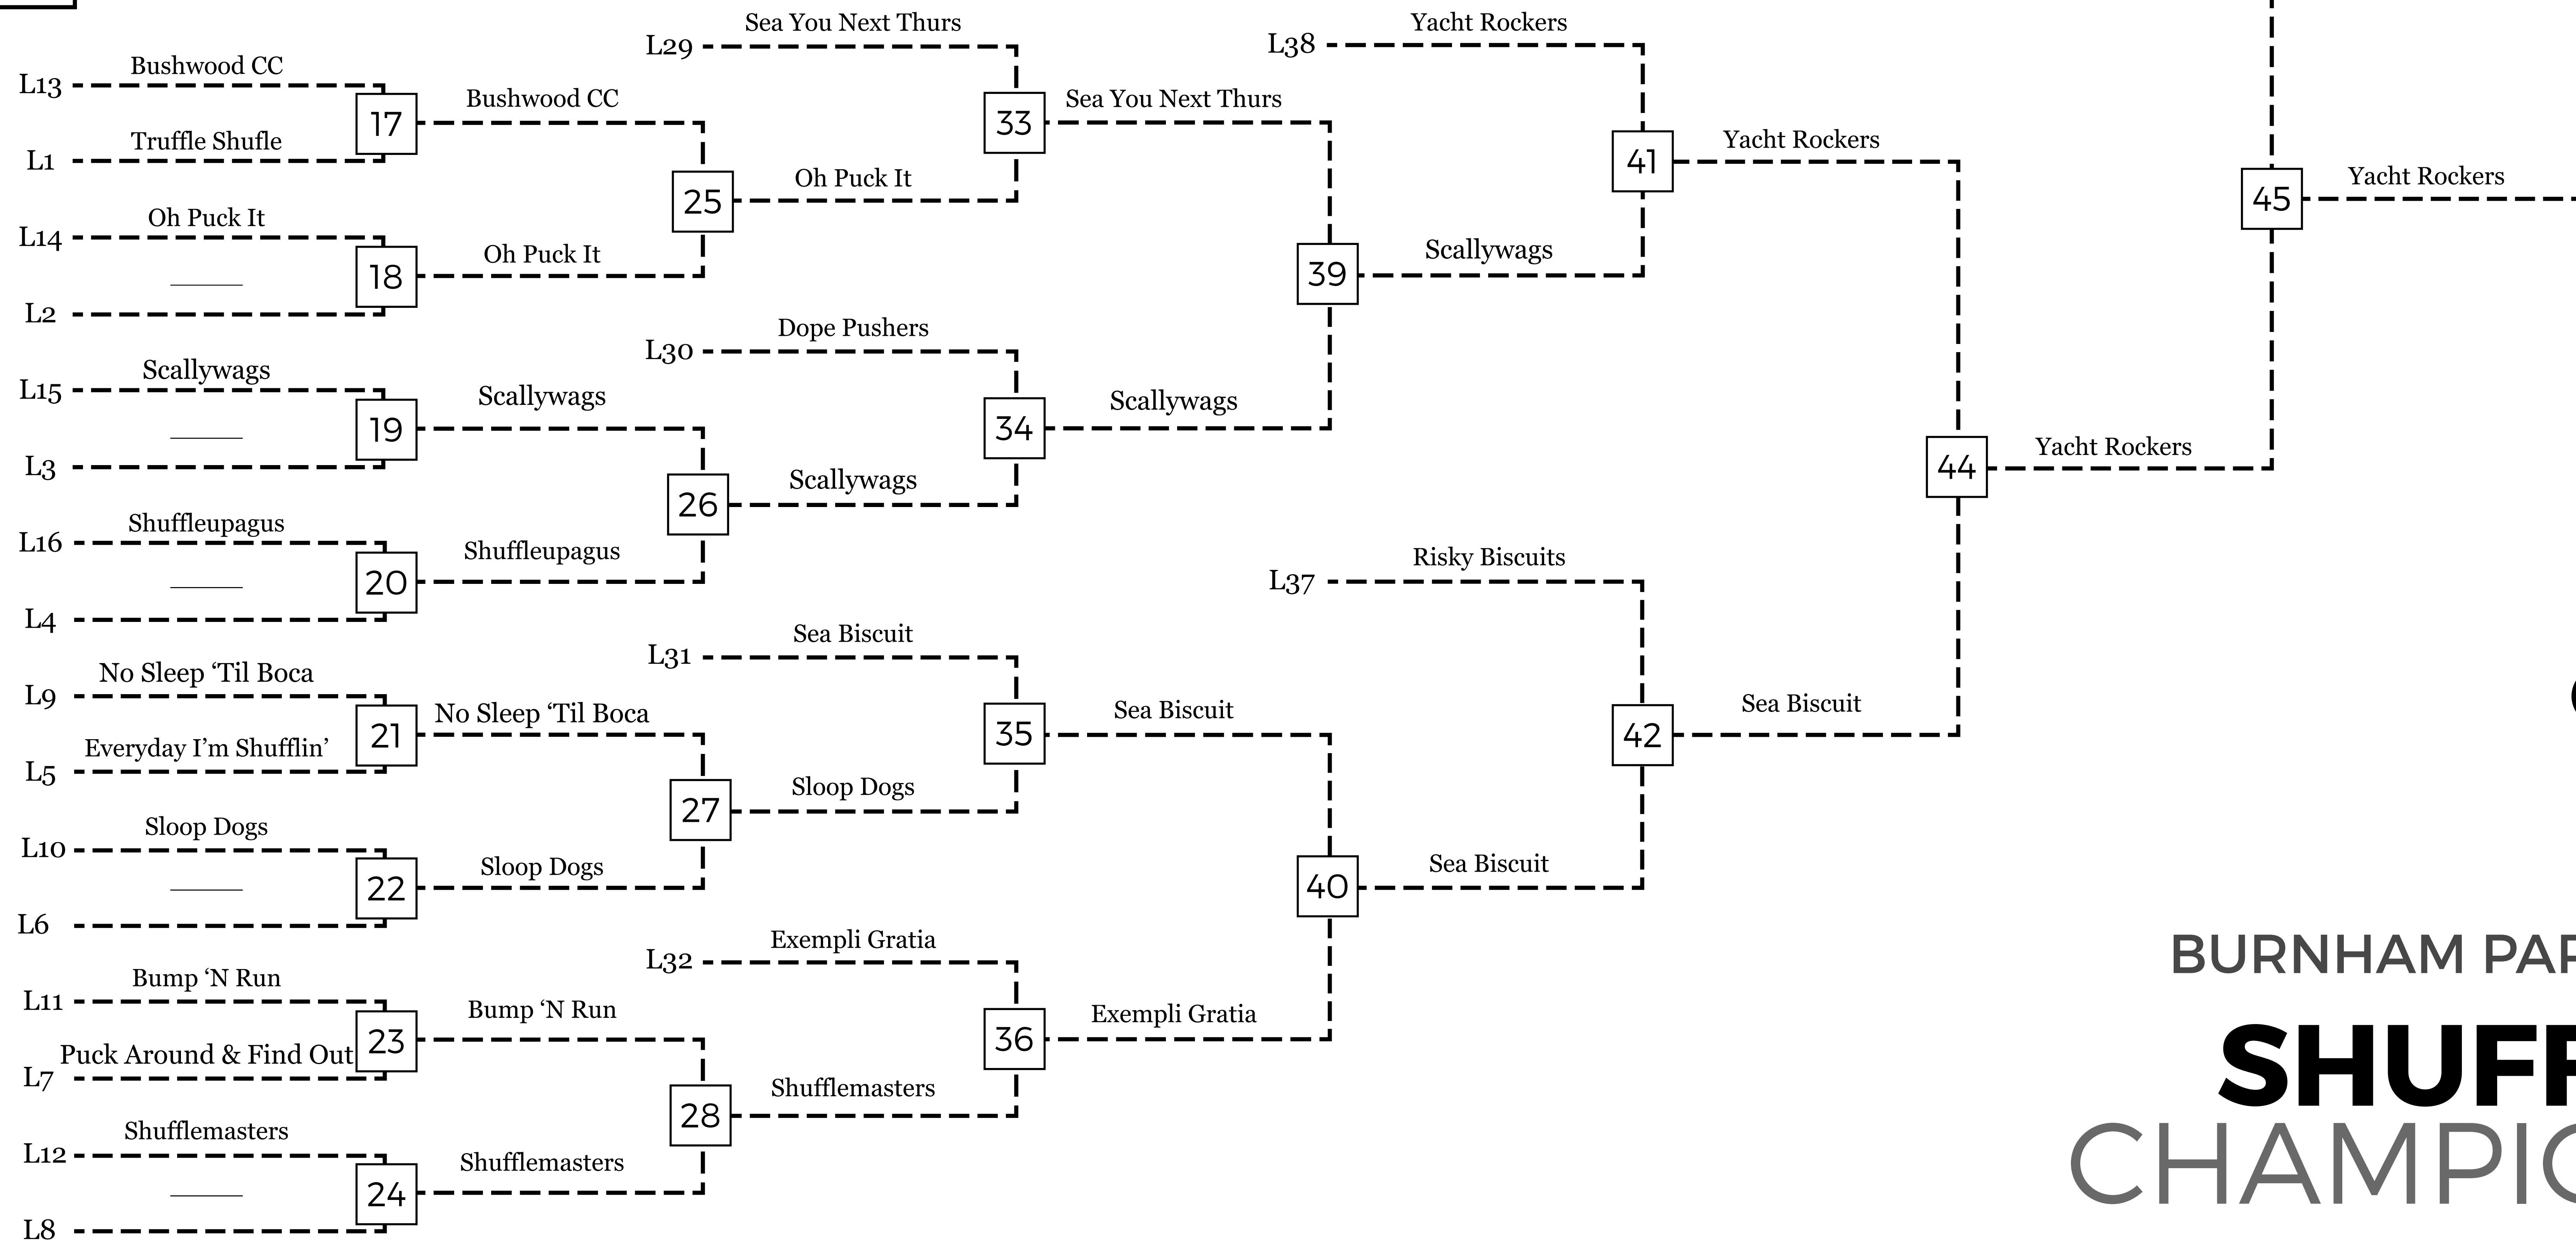 Sea You Next Thurs
L29
Yacht Rockers
L38
Bushwood CC
L13
17
Truffle Shufle
L1
Bushwood CC
33
Sea You Next Thurs
41
Yacht Rockers
Oh Puck It
L14
18
L2
Oh Puck It
25
Oh Puck It
39
Scallywags
45
Yacht Rockers
Dope Pushers
L30
Scallywags
L15
19
L3
Scallywags
34
Scallywags
26
Scallywags
44
Yacht Rockers
Shuffleupagus
L16
20
L4
Shuffleupagus
Risky Biscuits
L37
Sea Biscuit
L31
No Sleep ‘Til Boca
L9
21
Everyday I’m Shufflin’
L5
No Sleep ‘Til Boca
35
Sea Biscuit
42
Sea Biscuit
27
Sloop Dogs
Sloop Dogs
L10
22
L6
Sloop Dogs
40
Sea Biscuit
Exempli Gratia
L32
Bump ‘N Run
L11
23
Puck Around & Find Out
L7
Bump ‘N Run
36
Exempli Gratia
28
Shufflemasters
Shufflemasters
L12
24
L8
Shufflemasters
BURNHAM PAR
SHUFF
CHAMPIO